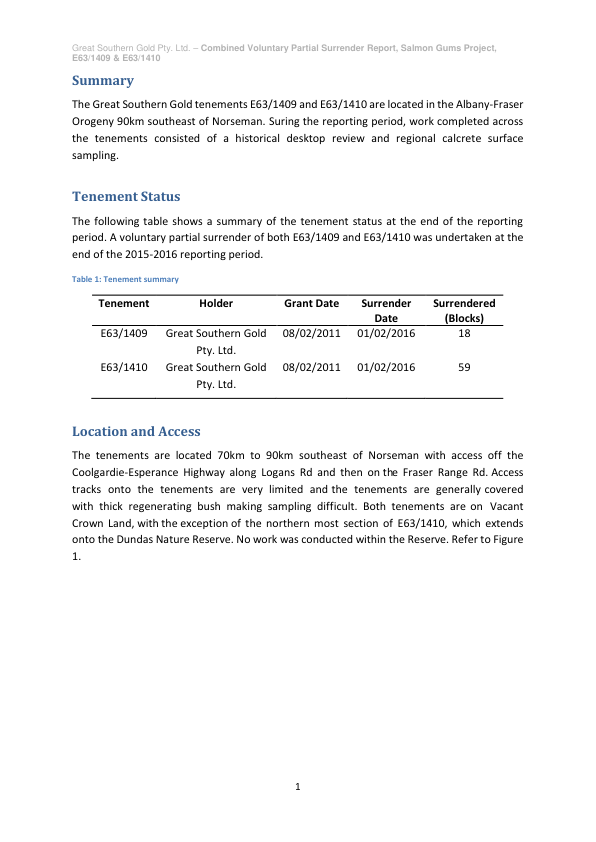 Great Southern Gold Pty. Ltd. – Combined Voluntary Partial Surrender Report, Salmon Gums Project,
E63/1409 & E63/1410
Summary
The Great Southern Gold tenements E63/1409 and E63/1410 are located in the Albany-Fraser
Orogeny 90km southeast of Norseman. Suring the reporting period, work completed across
the tenements consisted of a historical desktop review and regional calcrete surface
sampling.
Tenement Status
The following table shows a summary of the tenement status at the end of the reporting
period. A voluntary partial surrender of both E63/1409 and E63/1410 was undertaken at the
end of the 2015-2016 reporting period.
Table 1: Tenement summary
Tenement Holder Grant Date Surrender Surrendered
Date (Blocks)
E63/1409 Great Southern Gold 08/02/2011 01/02/2016 18
Pty. Ltd.
E63/1410 Great Southern Gold 08/02/2011 01/02/2016 59
Pty. Ltd.
Location and Access
The tenements are located 70km to 90km southeast of Norseman with access off the
Coolgardie-Esperance Highway along Logans Rd and then on the Fraser Range Rd. Access
tracks onto the tenements are very limited and the tenements are generally covered
with thick regenerating bush making sampling difficult. Both tenements are on Vacant
Crown Land, with the exception of the northern most section of E63/1410, which extends
onto the Dundas Nature Reserve. No work was conducted within the Reserve. Refer to Figure
1.
1